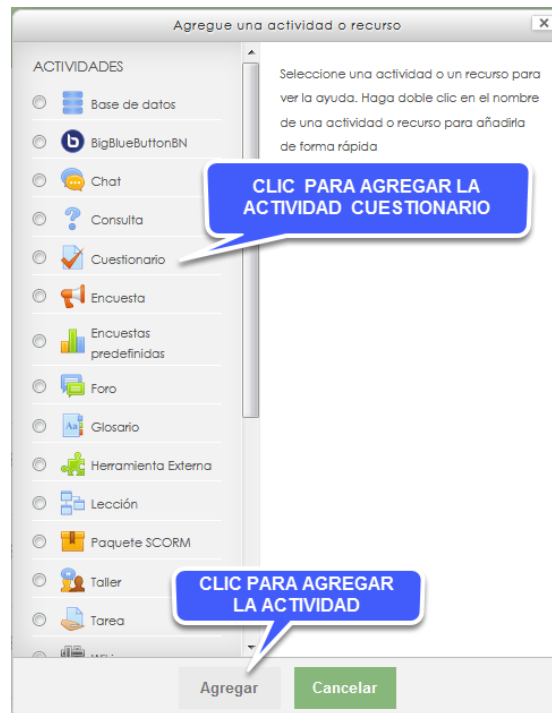 Agregue una actividad o recurso
x
ACTIVIDADES
Base de datos
BigBlueButtonBN
Chat
Consulta
Cuestionario
Encuesta
Encuestas
predefinidas
Foro
Glosario
Herramienta Externa
Lección
Paquete SCORM
Taller
Tarea
Seleccione una actividad o un recurso para
ver la ayuda. Haga doble clic en el nombre
de una actividad o recurso para añadirla
de forma rápida
CLIC PARA AGREGAR LA
ACTIVIDAD CUESTIONARIO
CLIC PARA AGREGAR
LA ACTIVIDAD
Agregar
Cancelar